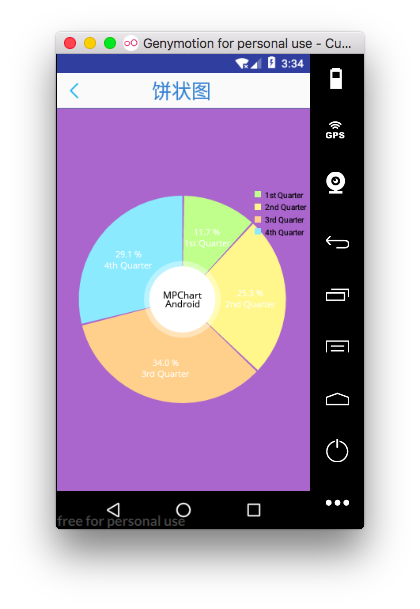 Genymotion for personal use - Cu...
3:34
饼状图
GPS
1st Quarter
2nd Quarter
3rd Quarter
4th Quarter
11.7 %
1st Quarter
29.1 %
4th Quarter
2nd Quarter
MPChart
Android
34.0 %
3rd Quarter
free for personal use